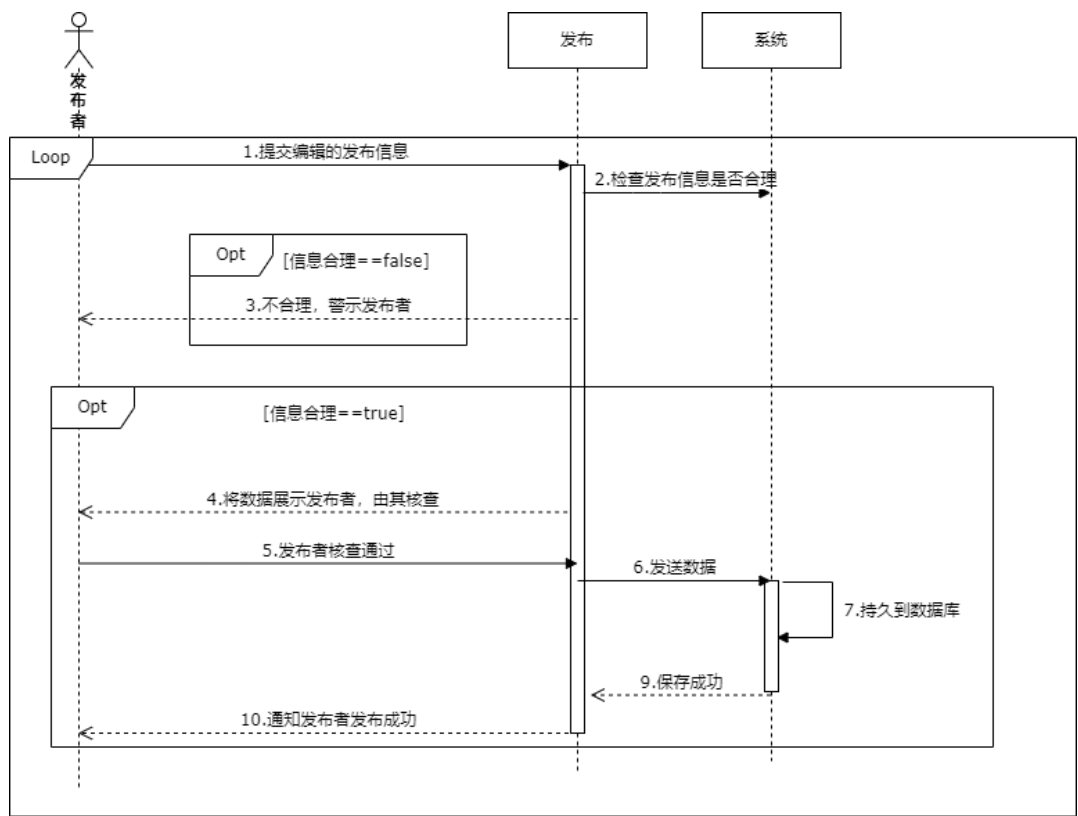 发布
系统
发
布
者
Loop
1.提交编辑的发布信息
2.检查发布信息是否合理
Opt
[信息合理==false]
3.不合理，警示发布者
Opt
[信息合理==true]
4.将数据展示发布者，由其核查
5.发布者核查通过
6.发送数据
7.持久到数据库
9.保存成功
10.通知发布者发布成功